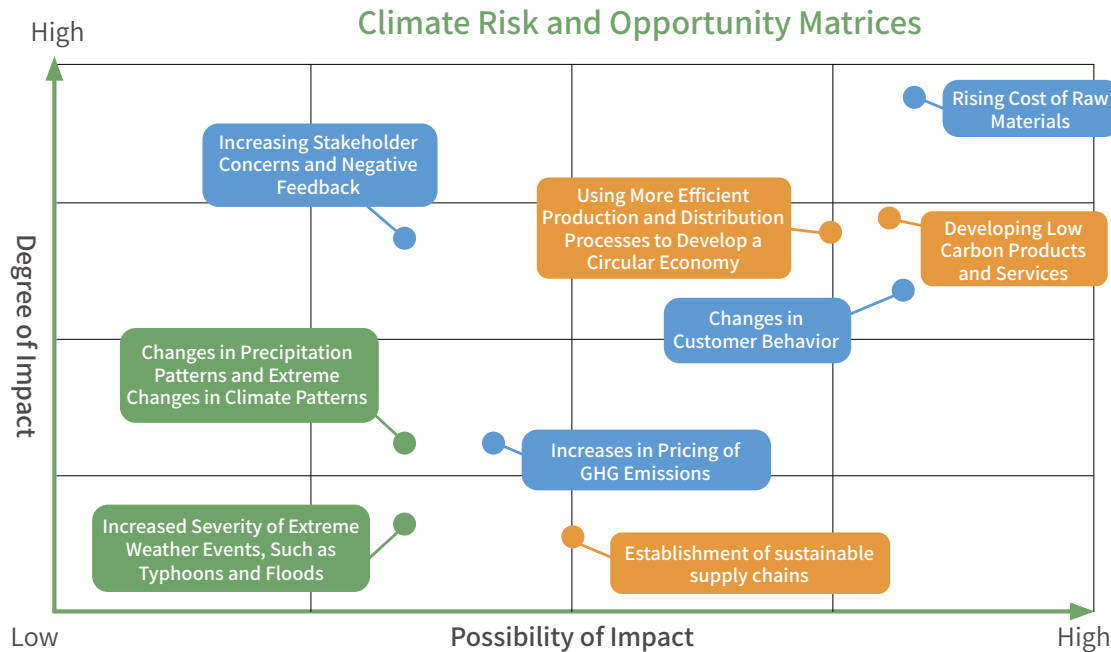 Climate Risk and Opportunity Matrices
High
Rising Cost of Raw
Materials
Increasing Stakeholder
Concerns and Negative
Feedback
Using More Efficient
Production and Distribution
Processes to Develop a
Circular Economy
Developing Low
Carbon Products
and Services
Changes in
Customer Behavior
Degree of Impact
Changes in Precipitation
Patterns and Extreme
Changes in Climate Patterns
Increases in Pricing of
GHG Emissions
Increased Severity of Extreme
Weather Events, Such as
Typhoons and Floods
Establishment of sustainable
supply chains
Low
Possibility of Impact
High